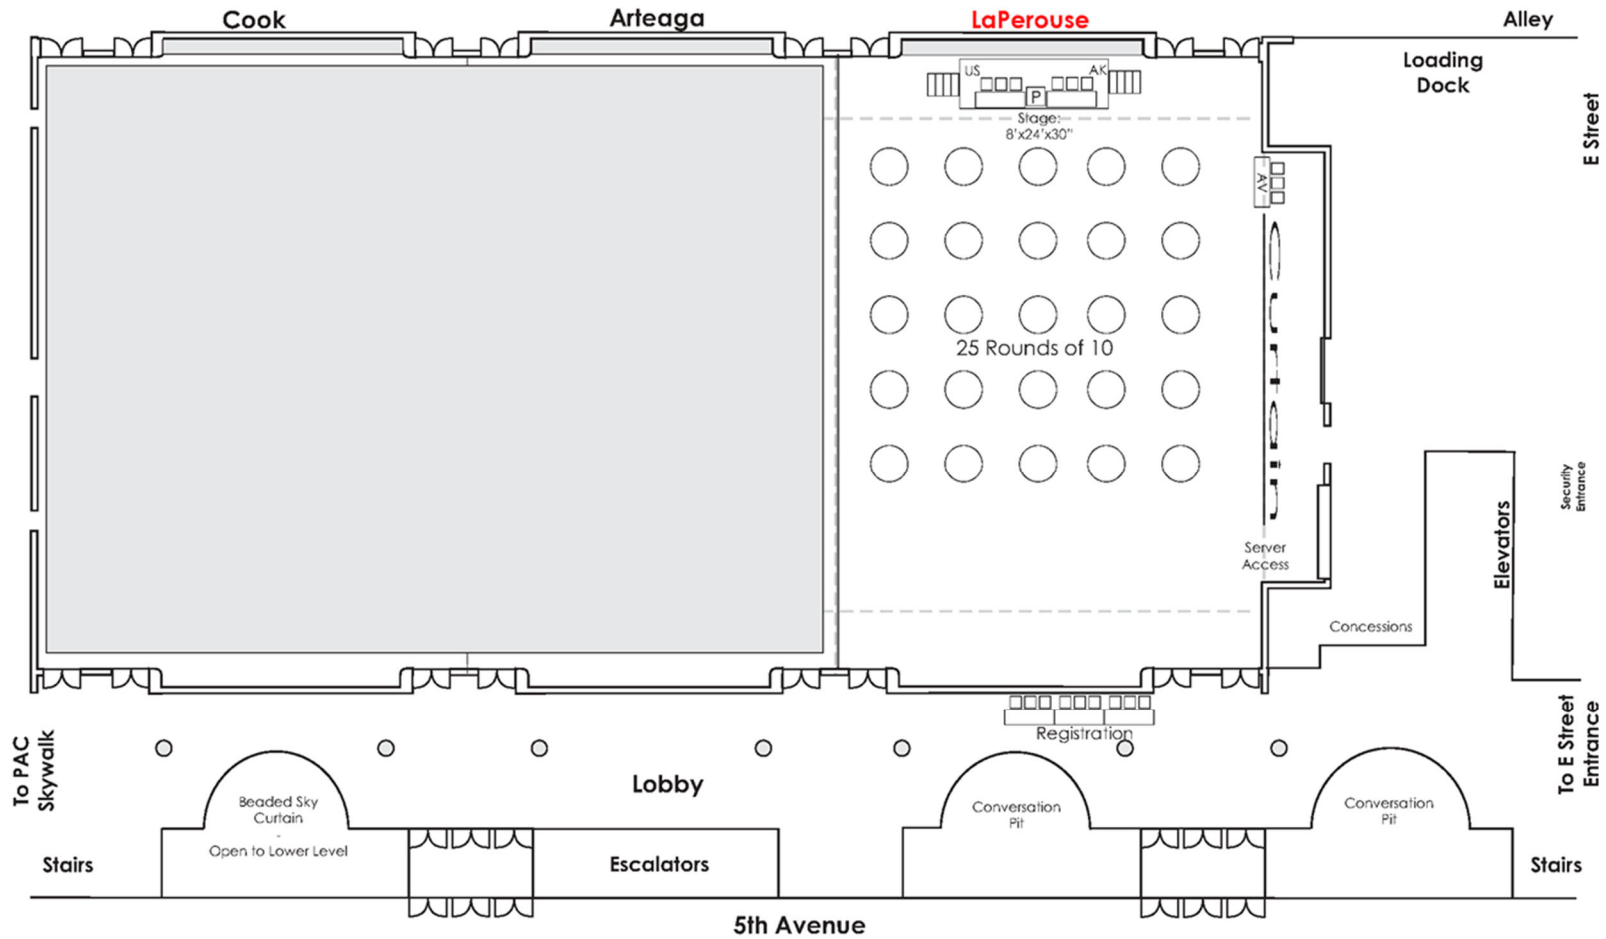 Cook
Arteaga
LaPerouse
Alley
Loading
Dock
E Street
US
AK
P
Stage:
8'x24'x30"
AV
25 Rounds of 10
Security
Entrance
Elevators
Server
Access
Concessions
Registration
To PAC
Skywalk
To E Street
Entrance
Lobby
Beaded Sky
Curtain
-
Open to Lower Level
Conversation
Pit
Conversation
Pit
Stairs
Escalators
Stairs
5th Avenue